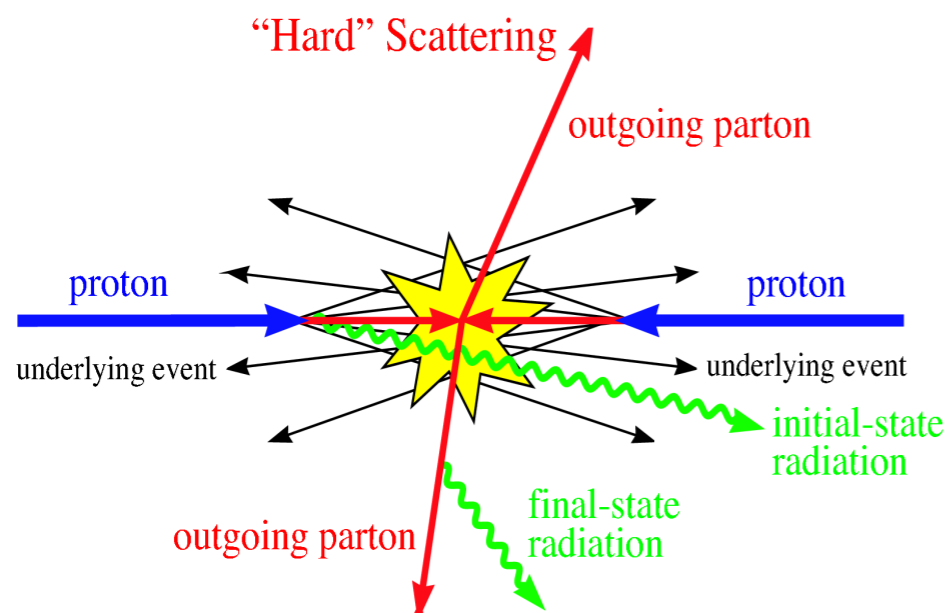 “Hard” Scattering
outgoing parton
proton
proton
underlying event
underlying event
initial-state
radiation
final-state
radiation
outgoing parton